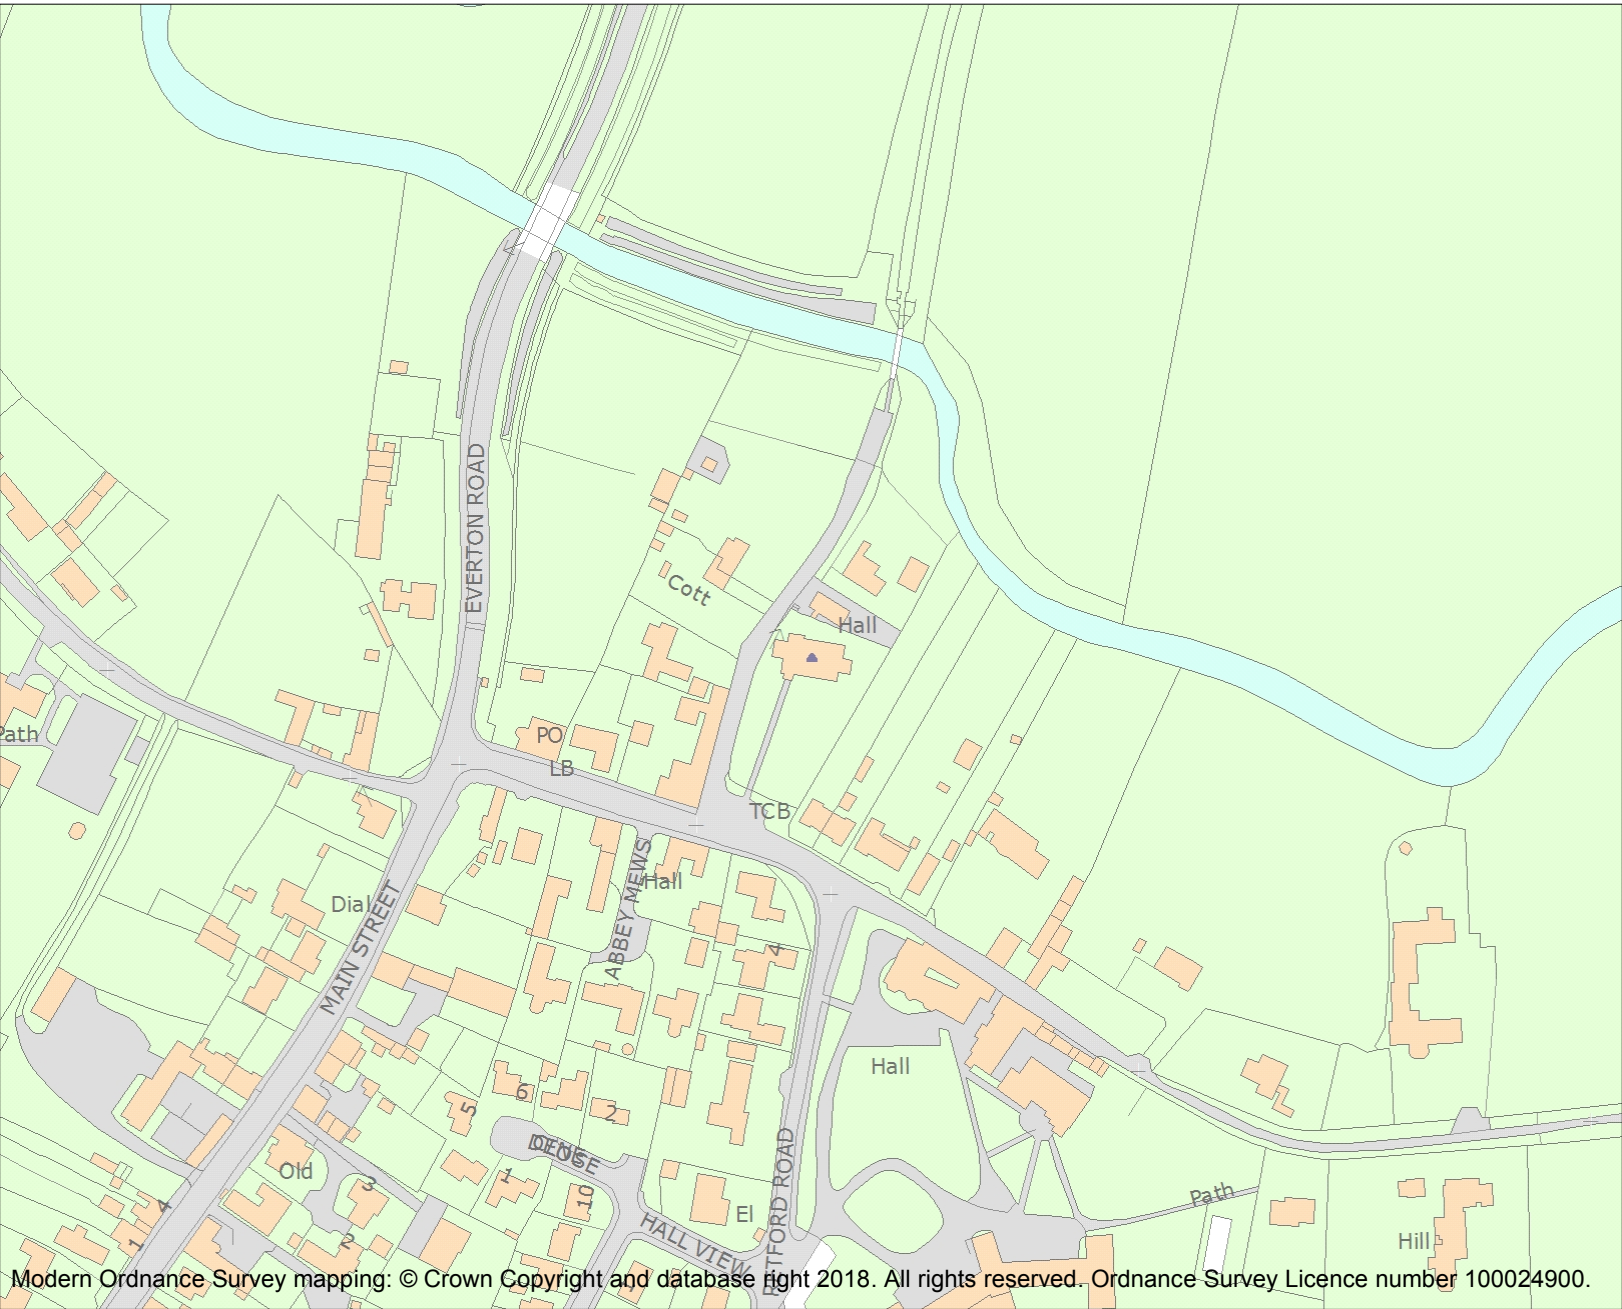 EVERTON ROAD
Cott
Hall
Path
PO
LB
TCB
Hall
Dial
MAIN STREET
ABBEY MEWS
4
Hall
6
5
2
1
10
Old
3
4
1
2
El
HALL VIEW
RETFORD ROAD
Path
Hill
Modern Ordnance Survey mapping: © Crown Copyright and database right 2018. All rights reserved. Ordnance Survey Licence number 100024900.